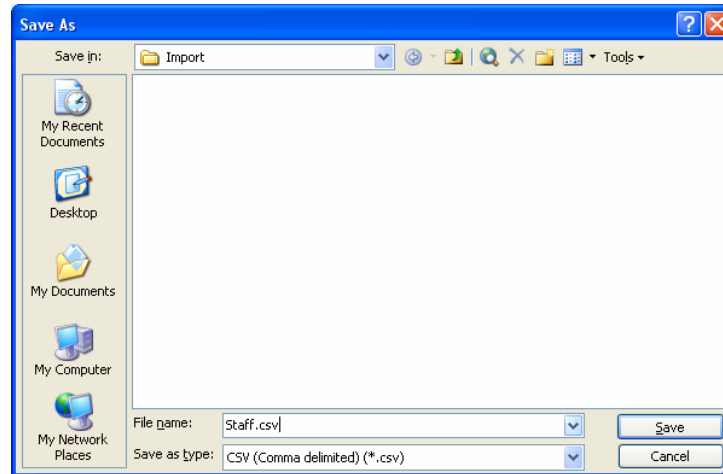 Save As
Save in:
Import
Tools
My Recent
Documents
Desktop
My Documents
My Computer
My Network
Places
File name:
Staff.csv
Save
Save as type:
CSV (Comma delimited) (*.csv)
Cancel